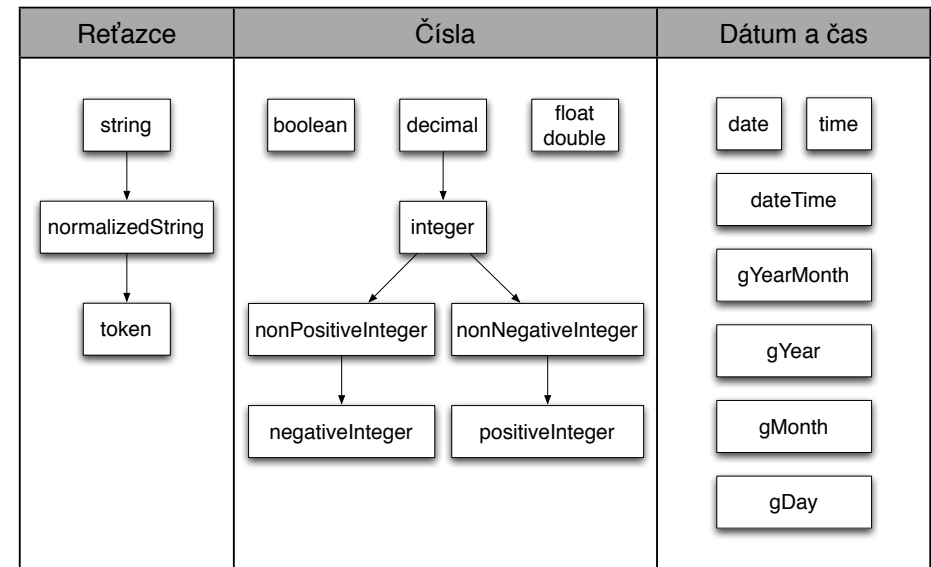 Reťazce
Čísla
Dátum a čas
string
normalizedString
token
boolean
decimal
float
double
integer
nonPositiveInteger
nonNegativeInteger
negativeInteger
positiveInteger
date
time
dateTime
gYearMonth
gYear
gMonth
gDay